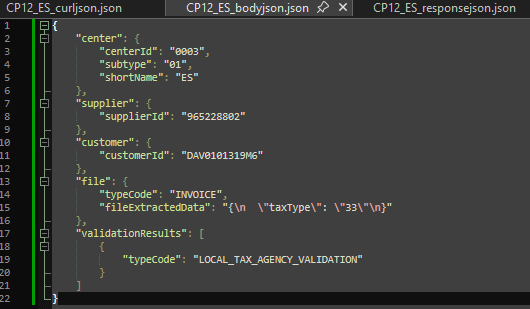 CP12_ES_curljson.json CP12_ES_bodyjson.json CP12_ES_responsejson.json
1 {
2 "center": {
3 "centerId": "0003",
4 "subtype": "01",
5 "shortName": "ES"
6 },
7 "supplier": {
8 "supplierId": "965228802"
9 },
10 "customer": {
11 "customerId": "DAV0101319M6"
12 },
13 "file": {
14 "typeCode": "INVOICE",
15 "fileExtractedData": "{\n  \"taxType\": \"33\"\n}"
16 },
17 "validationResults": [
18 {
19 "typeCode": "LOCAL_TAX_AGENCY_VALIDATION"
20 }
21 ]
22 }